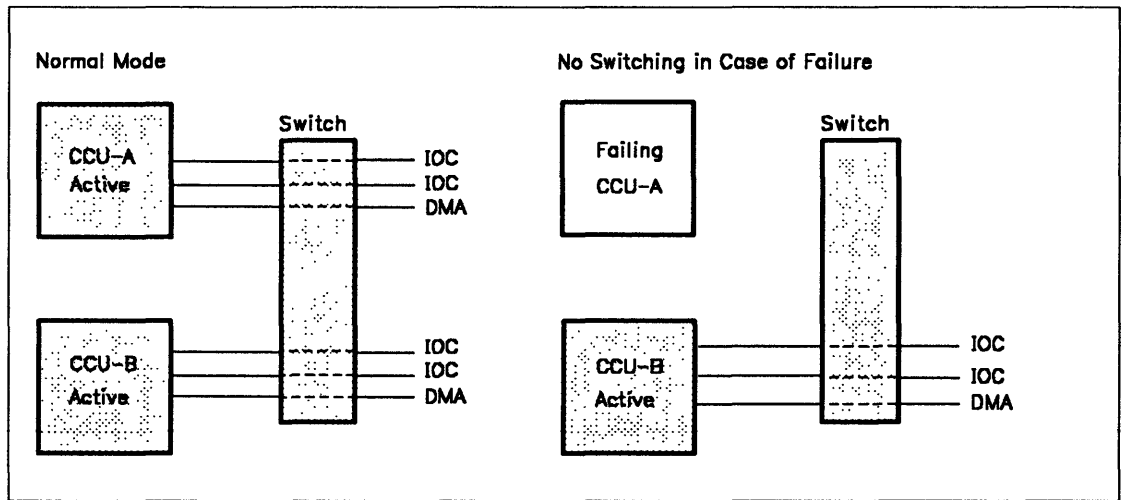 Normal Mode
CCU-A
Active
Switch
IOC
IOC
DMA
CCU-B
Active
IOC
IOC
DMA
No Switching in Case of Failure
Failing
CCU-A
Switch
CCU-B
Active
IOC
IOC
DMA